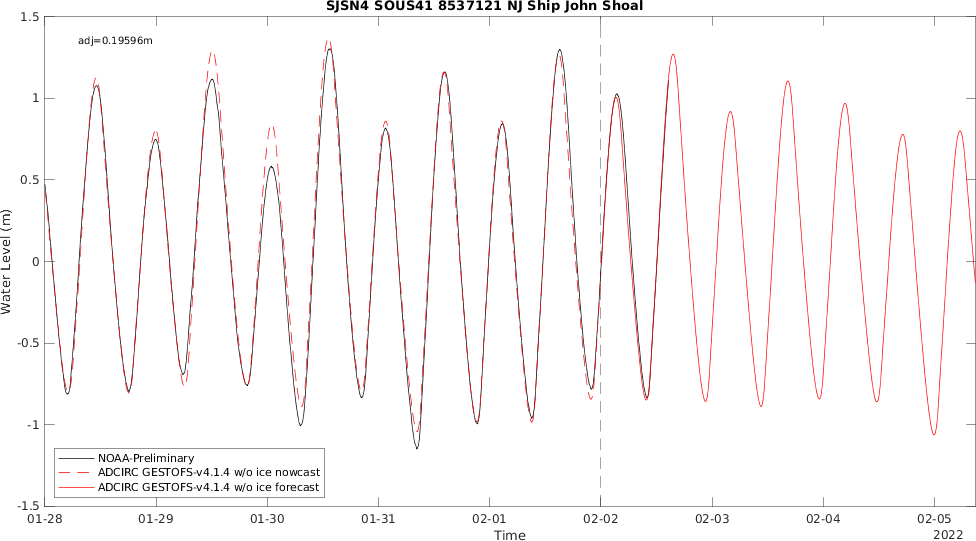 SJSN4 SOUS41 8537121 NJ Ship John Shoal
adj=0.19596m
1.5
1
0.5
0
-0.5
-1
-1.5
Water Level (m)
NOAA-Preliminary
ADCIRC GESTOFS-v4.1.4 w/o ice nowcast
ADCIRC GESTOFS-v4.1.4 w/o ice forecast
01-28 01-29 01-30 01-31 02-01 02-02 02-03 02-04 02-05
Time
2022